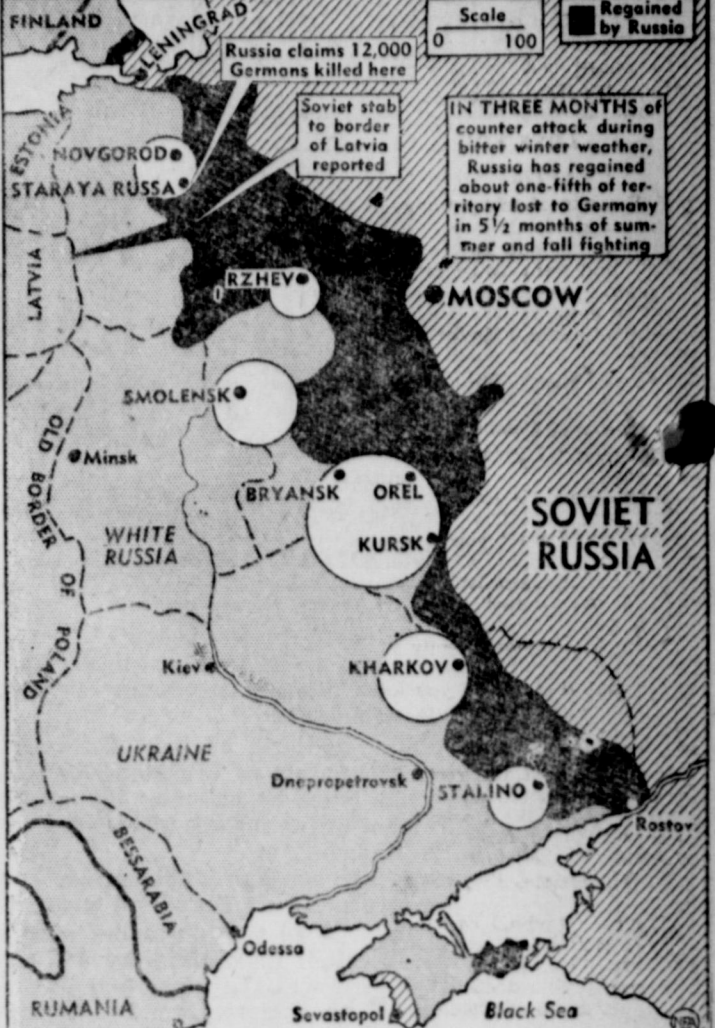 FINLAND
LENINGRAD
Scale
0 100
Regained
by Russia
Russia claims 12,000
Germans killed here
Soviet stab
to border
of Latvia
reported
IN THREE MONTHS of
counter attack during
bitter winter weather,
Russia has regained
about one-fifth of ter-
ritory lost to Germany
in 5½ months of sum-
mer and fall fighting
ESTONIA
NOVGOROD
STARAYA RUSSA
LATVIA
RZHEV
MOSCOW
SMOLENSK
OLD BORDER OF POLAND
Minsk
BRYANSK
OREL
WHITE
RUSSIA
KURSK
SOVIET
RUSSIA
Kiev
KHARKOV
UKRAINE
Dnepropetrovsk
STALINO
Rostov
BESSARABIA
Odessa
RUMANIA
Sevastopol
Black Sea